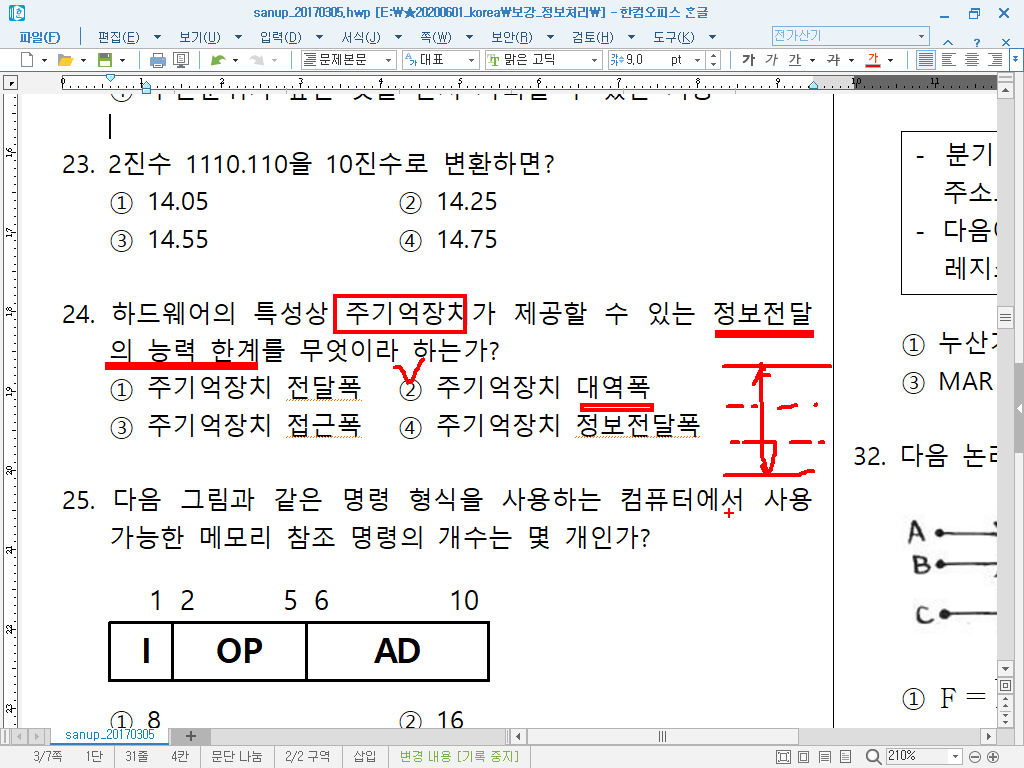 sanup_20170305.hwp [E:₩★20200601_korea₩보강_정보처리₩] - 한컴오피스 혼글
파일(F) 편집(E) 보기(U) 입력(D) 서식(J) 쪽(W) 보안(R) 검토(H) 도구(K) 전가산기
문제본문 대표 맑은 고딕 9,0 pt 가 가 가 가 가
23. 2진수 1110.110을 10진수로 변환하면?
① 14.05 ② 14.25
③ 14.55 ④ 14.75
24. 하드웨어의 특성상 주기억장치가 제공할 수 있는 정보전달
의 능력 한계를 무엇이라 하는가?
① 주기억장치 전달폭 ② 주기억장치 대역폭
③ 주기억장치 접근폭 ④ 주기억장치 정보전달폭
25. 다음 그림과 같은 명령 형식을 사용하는 컴퓨터에서 사용
가능한 메모리 참조 명령의 개수는 몇 개인가?
1 2 5 6 10
I OP AD
① 8 ② 16
- 분기
주소
- 다음
레지
① 누산
③ MAR
32. 다음 논
A
B
C
① F =
sanup_20170305
3/7쪽 1단 31줄 4칸 문단 나눔 2/2 구역 삽입 변경 내용 [기록 중지] 210%